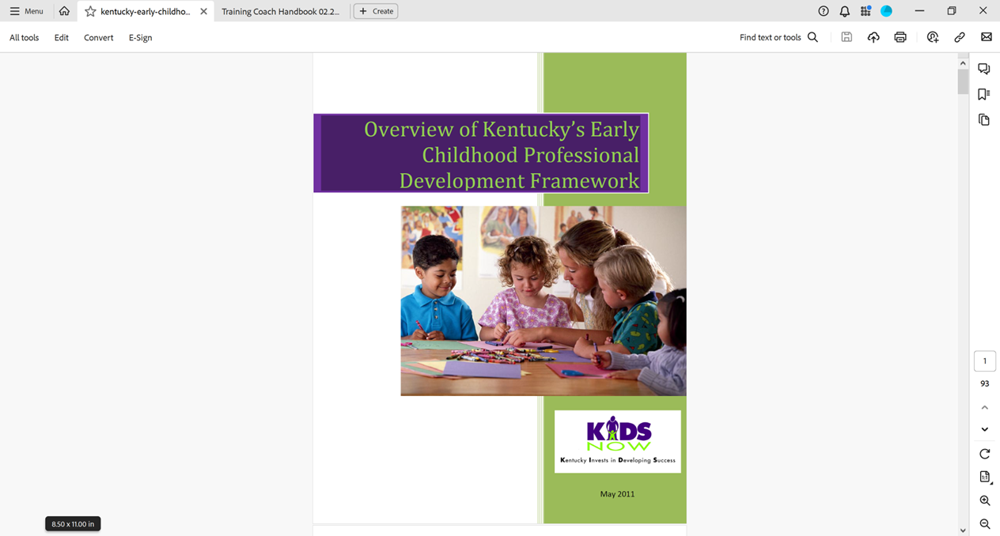 Menu
kentucky-early-childho...
Training Coach Handbook 02.2...
Create
All tools
Edit
Convert
E-Sign
Find text or tools
Overview of Kentucky's Early
Childhood Professional
Development Framework
KIDS
NOW
Kentucky Invests in Developing Success
May 2011
1
93
8.50 x 11.00 in